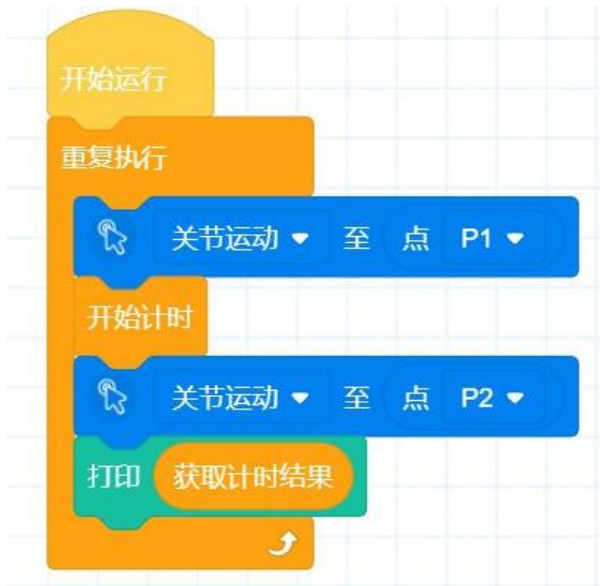 开始运行
重复执行
关节运动 至 点 P1
开始计时
关节运动 至 点 P2
打印 获取计时结果